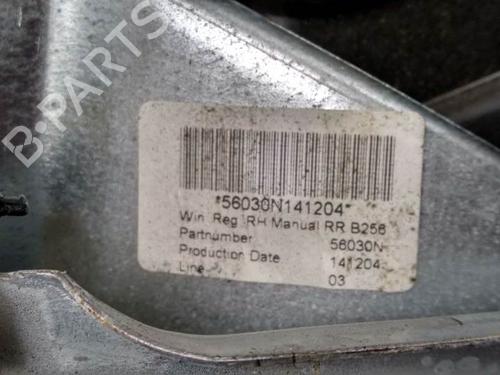 B-PARTS
*56030N141204*
Win. Reg. RH Manual RR B256
Partnumber 56030N
Production Date 141204
Line 03